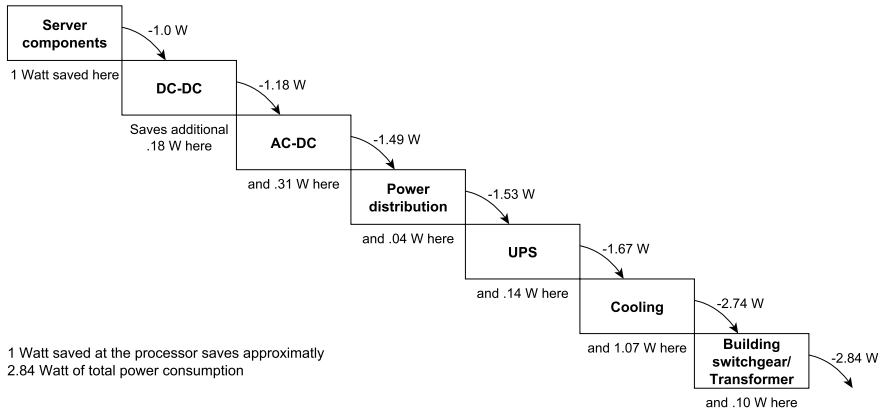 Server
components
-1.0 W
1 Watt saved here
DC-DC
-1.18 W
Saves additional
.18 W here
AC-DC
-1.49 W
and .31 W here
Power
distribution
-1.53 W
and .04 W here
UPS
-1.67 W
and .14 W here
Cooling
-2.74 W
and 1.07 W here
Building
switchgear/
Transformer
-2.84 W
and .10 W here
1 Watt saved at the processor saves approximatly
2.84 Watt of total power consumption